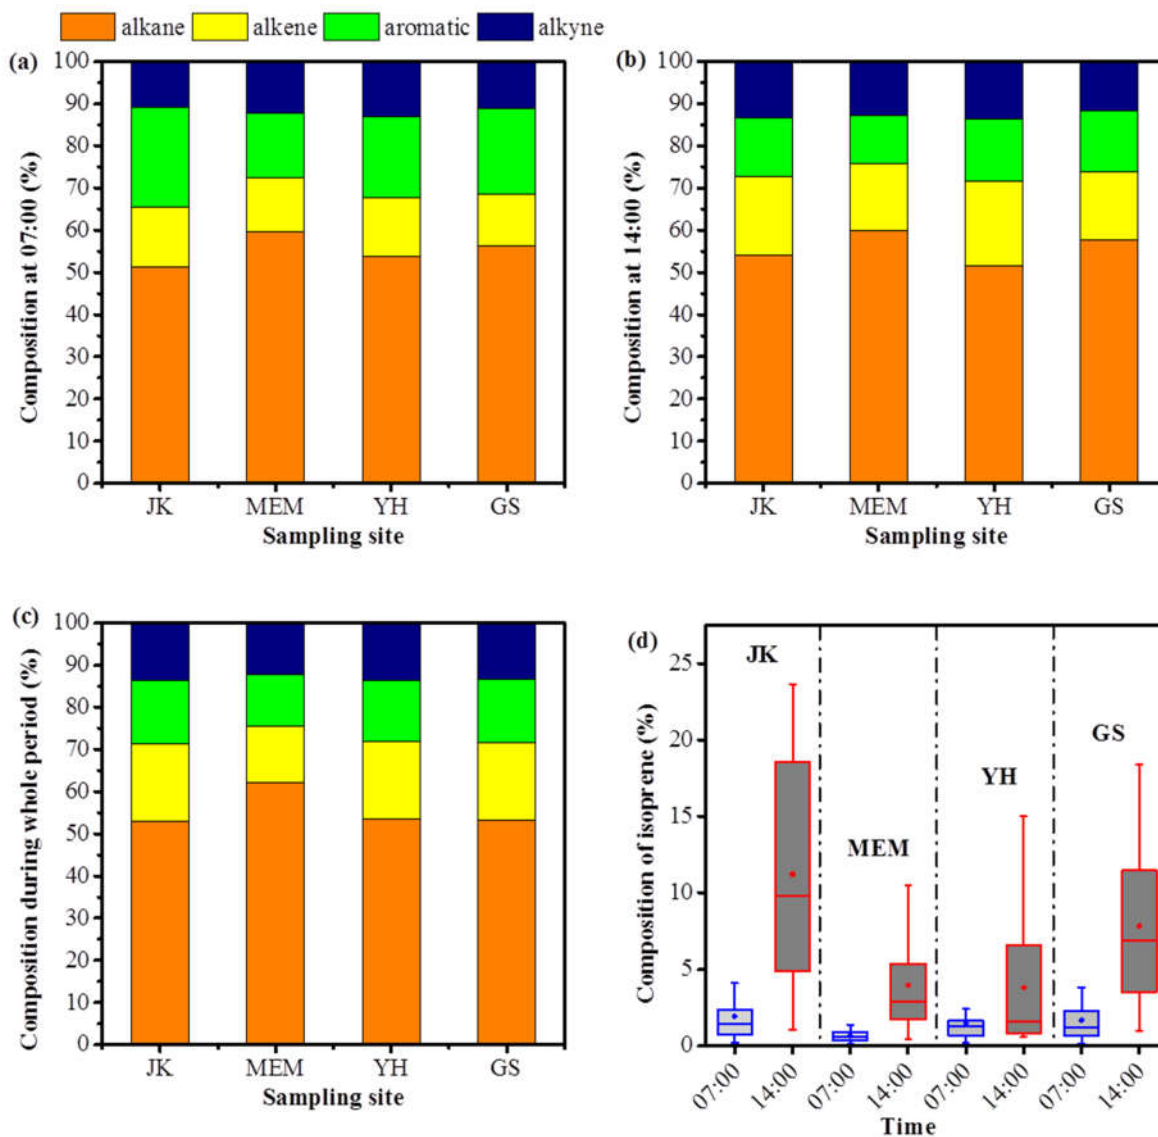 alkane alkene aromatic alkyne
(a)
Composition at 07:00 (%)
100
90
80
70
60
50
40
30
20
10
0
JK MEM YH GS
Sampling site
(b)
Composition at 14:00 (%)
100
90
80
70
60
50
40
30
20
10
0
JK MEM YH GS
Sampling site
(c)
Composition during whole period (%)
100
90
80
70
60
50
40
30
20
10
0
JK MEM YH GS
Sampling site
(d)
Composition of isoprene (%)
25
20
15
10
5
0
JK
MEM
YH
GS
07:00 14:00 07:00 14:00 07:00 14:00 07:00 14:00
Time